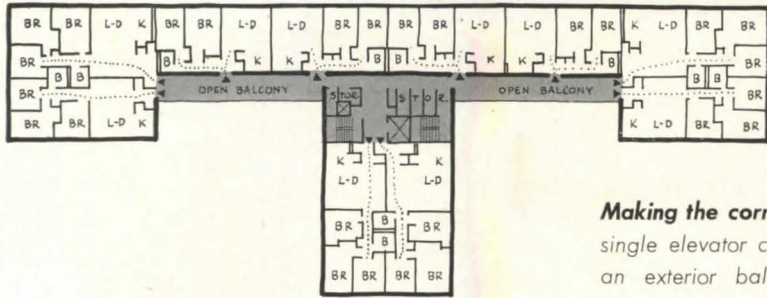 BR BR L-D K BR BR L-D L-D BR BR BR BR L-D L-D BR BR K L-D BR BR
BR B B B K K B B K K B B B BR
OPEN BALCONY STOR. STOR. OPEN BALCONY
BR BR
BR BR L-D K K L-D BR BR
K K
L-D L-D
BR B BR
B
BR BR BR BR
Making the corr
single elevator c
an exterior bal